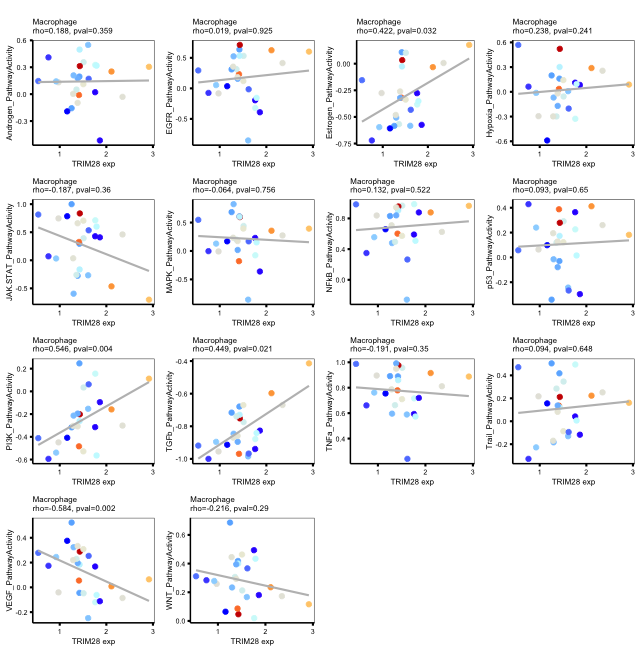 Macrophage
rho=0.188, pval=0.359
Androgen_PathwayActivity
0.6
0.3
0.0
-0.3
1
2
3
TRIM28 exp
Macrophage
rho=0.019, pval=0.925
EGFR_PathwayActivity
0.5
0.0
-0.5
1
2
3
TRIM28 exp
Macrophage
rho=0.422, pval=0.032
Estrogen_PathwayActivity
0.00
-0.25
-0.50
-0.75
1
2
3
TRIM28 exp
Macrophage
rho=0.238, pval=0.241
Hypoxia_PathwayActivity
0.6
0.3
0.0
-0.3
-0.6
1
2
3
TRIM28 exp
Macrophage
rho=-0.187, pval=0.36
JAK.STAT_PathwayActivity
1.0
0.5
0.0
-0.5
1
2
3
TRIM28 exp
Macrophage
rho=-0.064, pval=0.756
MAPK_PathwayActivity
0.5
0.0
-0.5
1
2
3
TRIM28 exp
Macrophage
rho=0.132, pval=0.522
NFkB_PathwayActivity
0.8
0.4
0.0
1
2
3
TRIM28 exp
Macrophage
rho=0.093, pval=0.65
p53_PathwayActivity
0.4
0.2
0.0
-0.2
1
2
3
TRIM28 exp
Macrophage
rho=0.546, pval=0.004
PI3K_PathwayActivity
0.2
0.0
-0.2
-0.4
-0.6
1
2
3
TRIM28 exp
Macrophage
rho=0.449, pval=0.021
TGFb_PathwayActivity
-0.4
-0.6
-0.8
-1.0
1
2
3
TRIM28 exp
Macrophage
rho=-0.191, pval=0.35
TNFa_PathwayActivity
1.0
0.8
0.6
0.4
1
2
3
TRIM28 exp
Macrophage
rho=0.094, pval=0.648
Trail_PathwayActivity
0.4
0.2
0.0
-0.2
1
2
3
TRIM28 exp
Macrophage
rho=-0.584, pval=0.002
VEGF_PathwayActivity
0.4
0.2
0.0
-0.2
1
2
3
TRIM28 exp
Macrophage
rho=-0.216, pval=0.29
WNT_PathwayActivity
0.6
0.4
0.2
0.0
1
2
3
TRIM28 exp